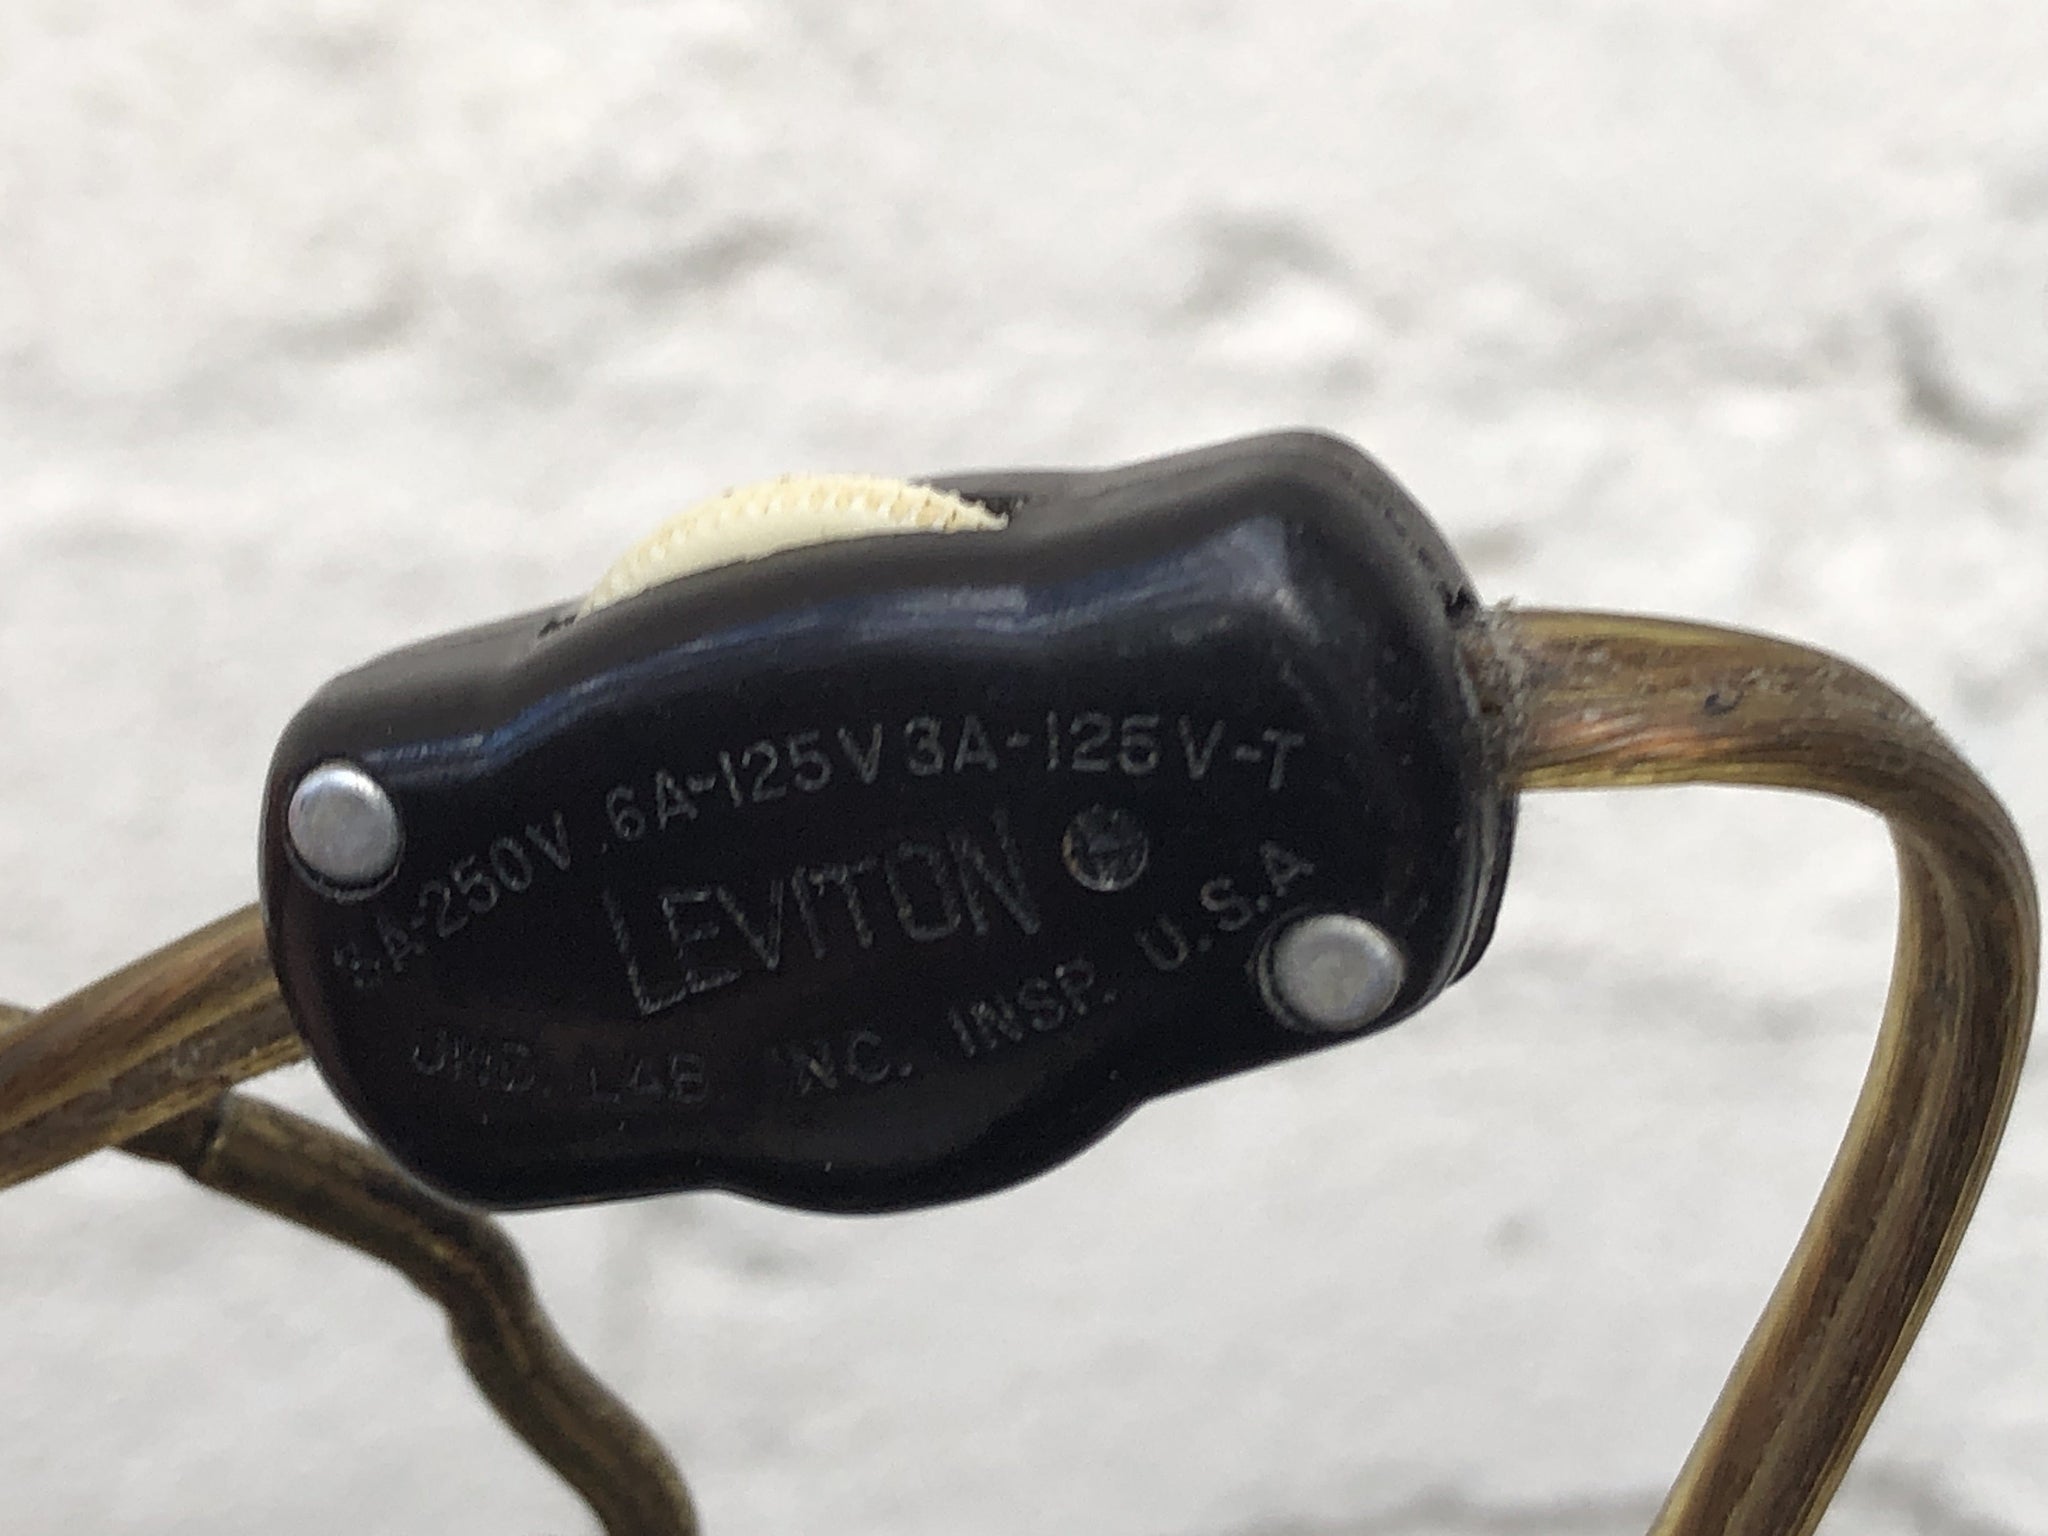 3A-250V 6A-125V 3A-125V-T
LEVITON
UND. LAB. INC. INSP. U.S.A